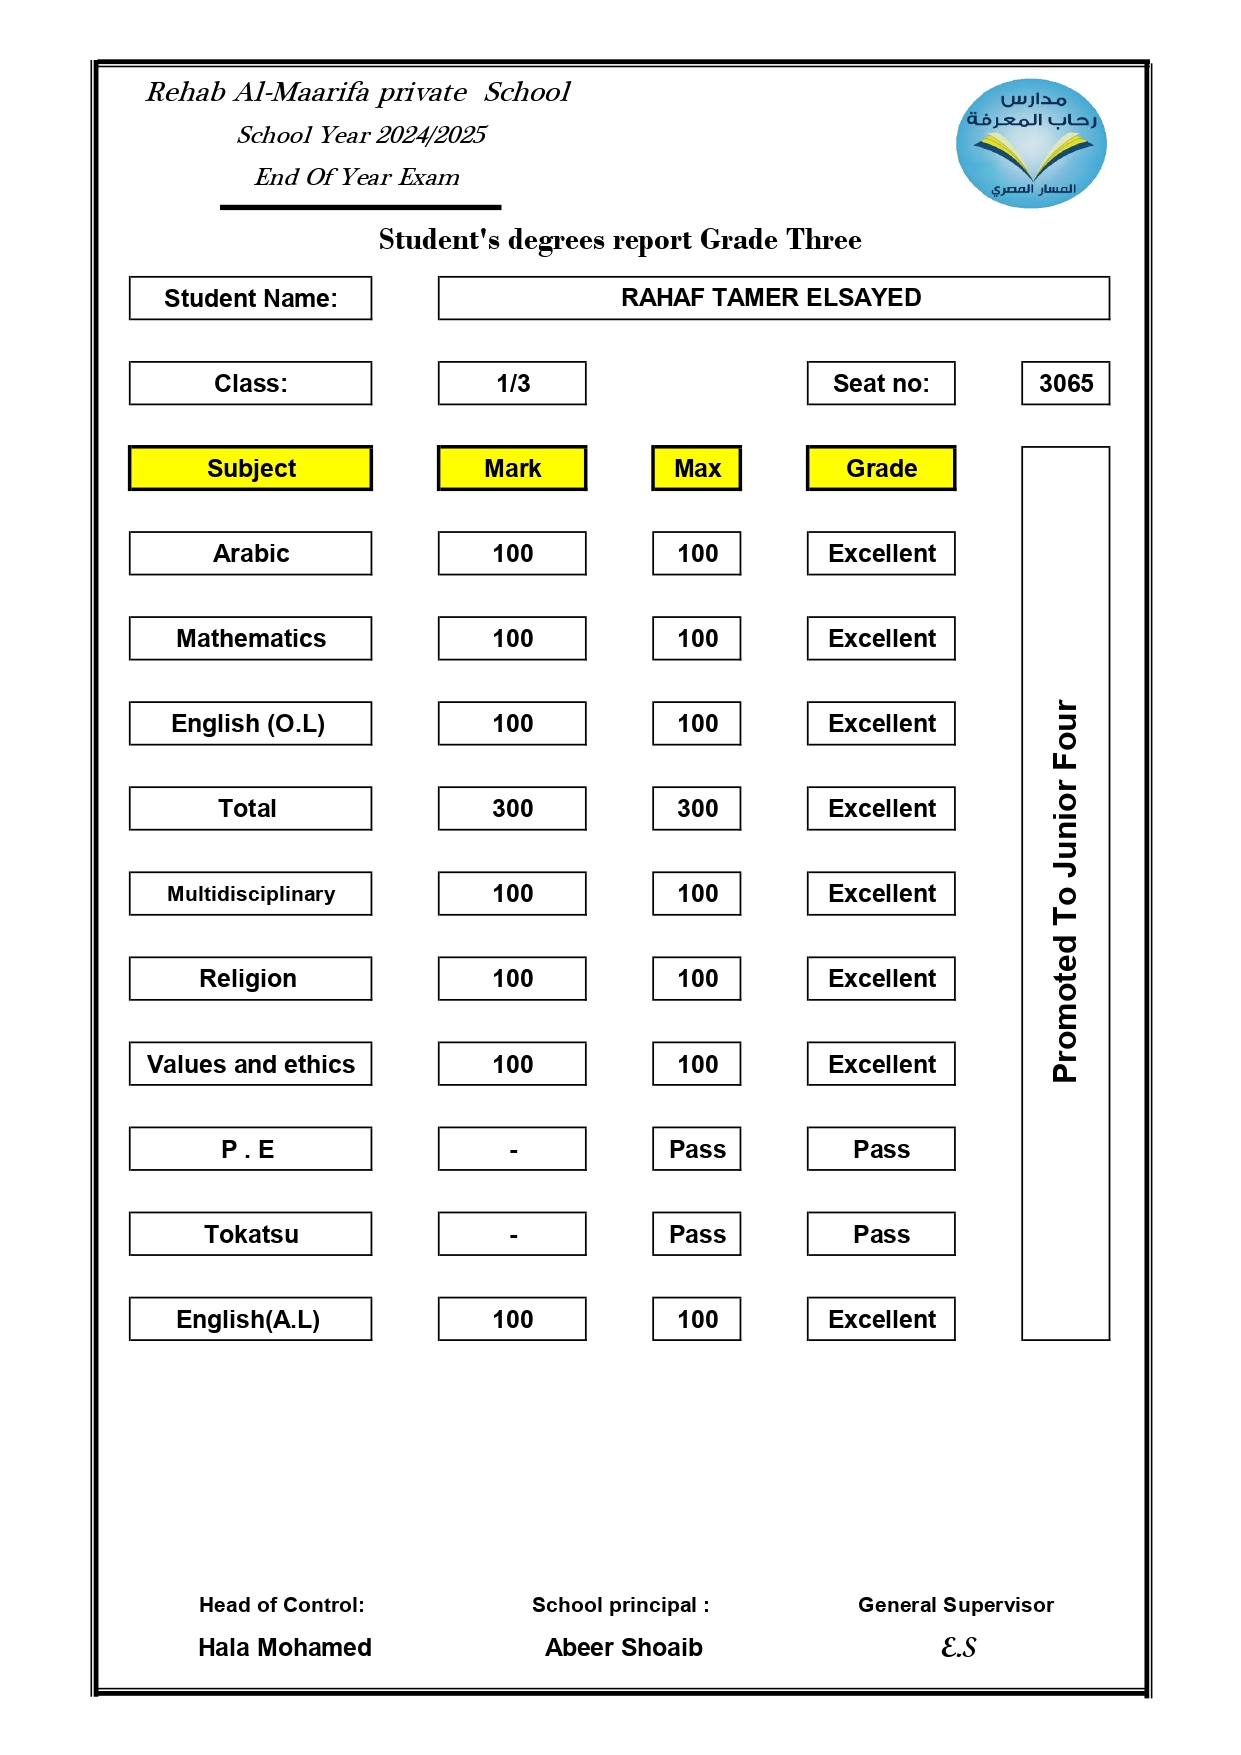 Rehab Al-Maarifa private School
School Year 2024/2025
End Of Year Exam
مدارس
رحاب المعرفة
المسار المصري
Student's degrees report Grade Three
Student Name: RAHAF TAMER ELSAYED
Class: 1/3 Seat no: 3065
Subject Mark Max Grade
Arabic 100 100 Excellent
Mathematics 100 100 Excellent
English (O.L) 100 100 Excellent
Total 300 300 Excellent
Multidisciplinary 100 100 Excellent
Religion 100 100 Excellent
Values and ethics 100 100 Excellent
P . E - Pass Pass
Tokatsu - Pass Pass
English(A.L) 100 100 Excellent
Promoted To Junior Four
Head of Control: School principal : General Supervisor
Hala Mohamed Abeer Shoaib E.S